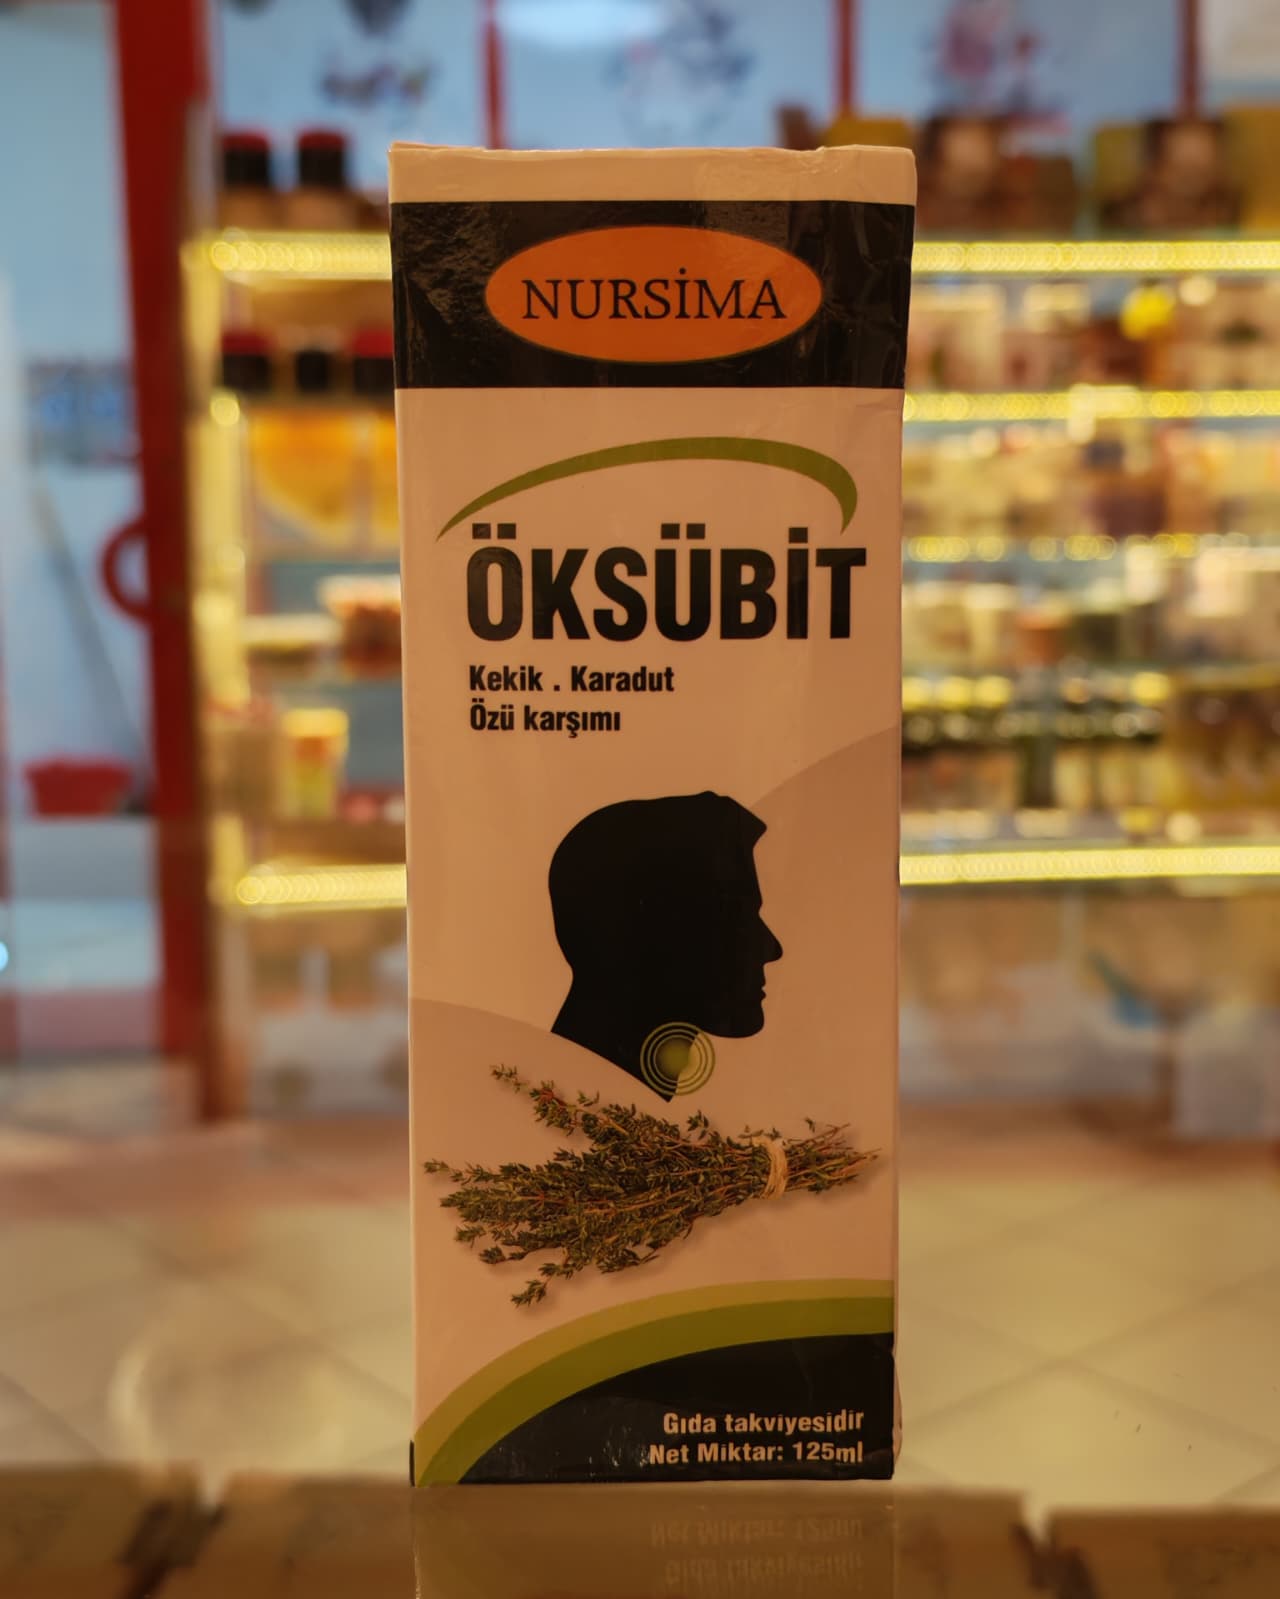 NURSİMA
ÖKSÜBİT
Kekik . Karadut
Özü karşımı
Gıda takviyesidir
Net Miktar: 125ml